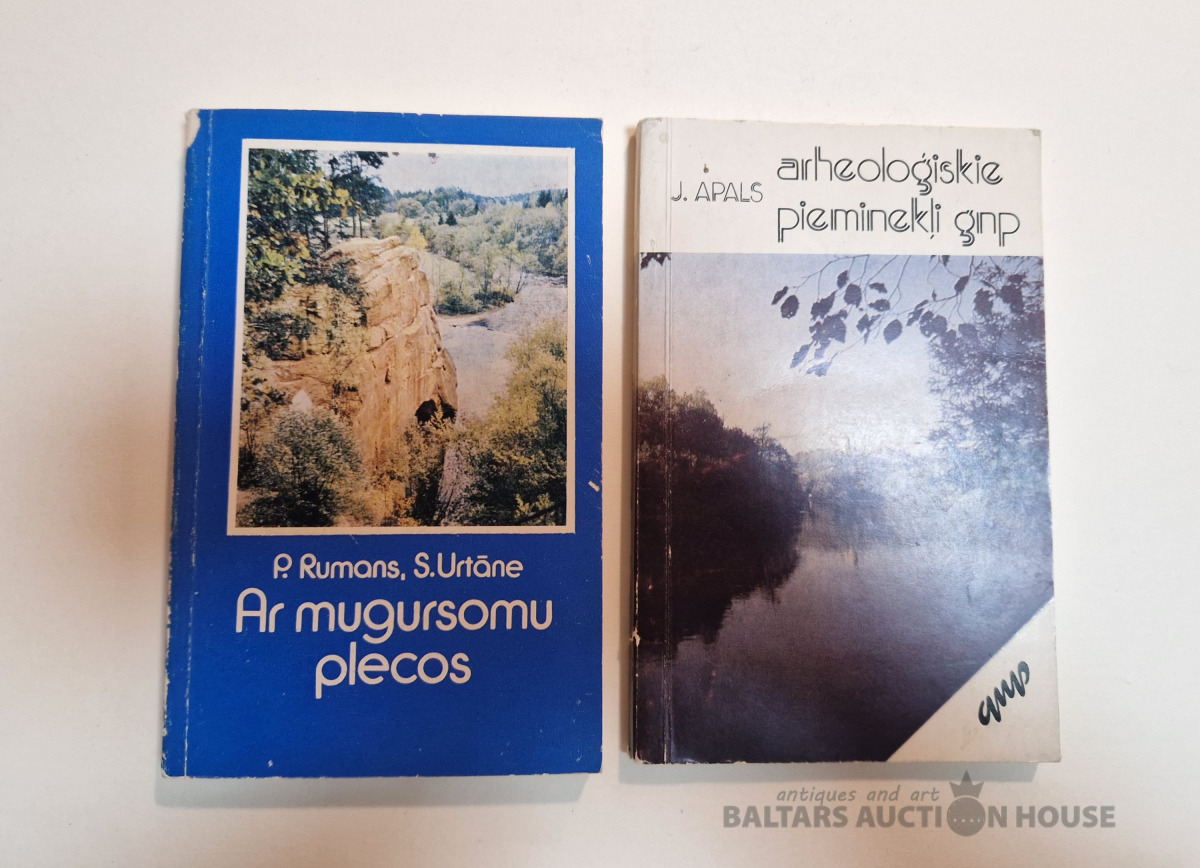 P. Rumans, S. Urtāne
Ar mugursomu
plecos
J. APALS
arheoloģiskie
pieminekļi gnp
gnp
antiques and art
BALTARS AUCTION HOUSE